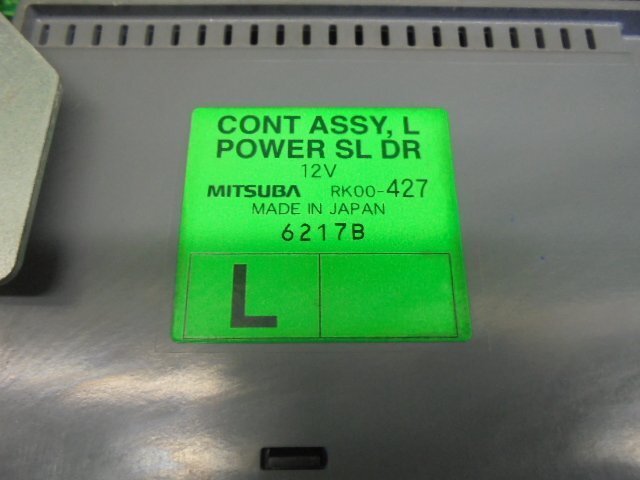 CONT ASSY, L
POWER SL DR
12V
MITSUBA RK00-427
MADE IN JAPAN
6217B
L